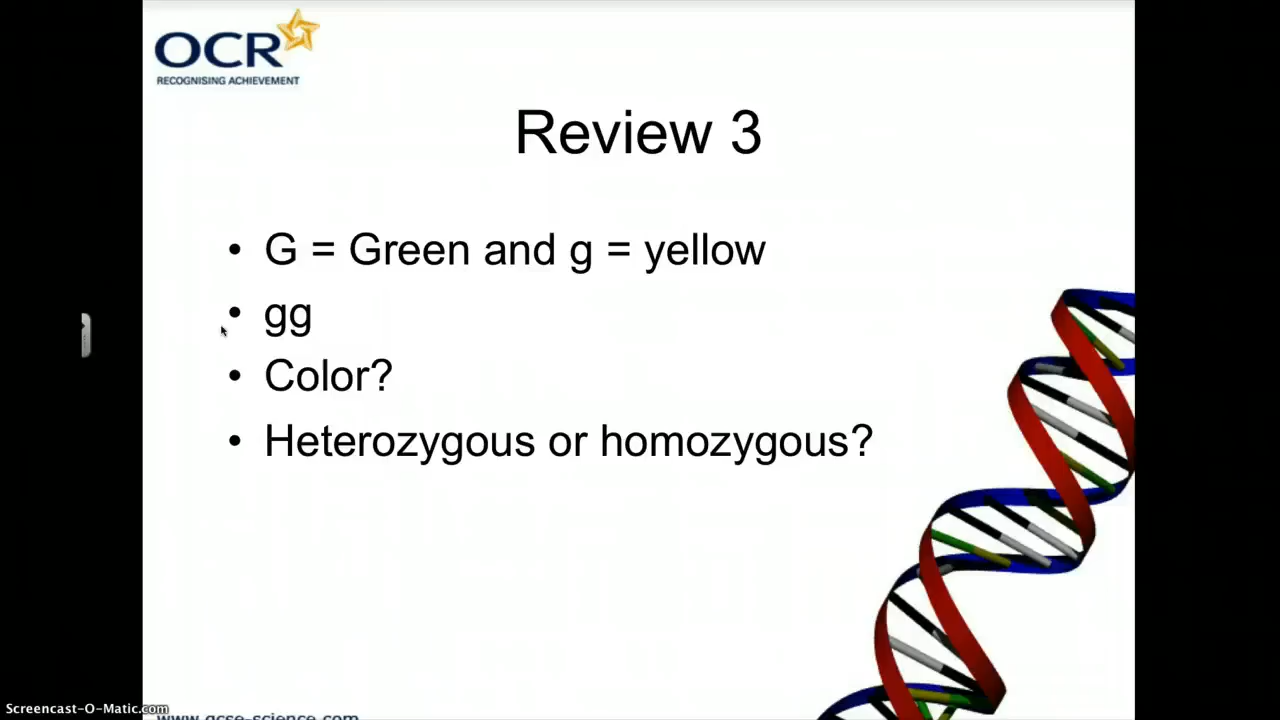 OCR
RECOGNISING ACHIEVEMENT
Review 3
• G = Green and g = yellow
• gg
• Color?
• Heterozygous or homozygous?
Screencast-O-Matic.com
www.gcse-science.com